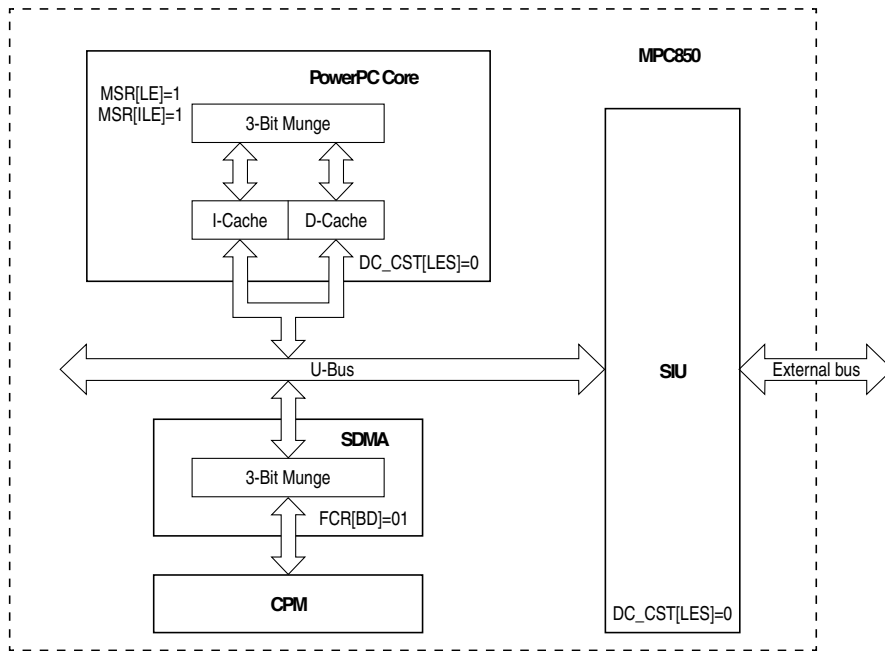 MPC850
PowerPC Core
MSR[LE]=1
MSR[ILE]=1
3-Bit Munge
I-Cache
D-Cache
DC_CST[LES]=0
U-Bus
SIU
External bus
SDMA
3-Bit Munge
FCR[BD]=01
CPM
DC_CST[LES]=0